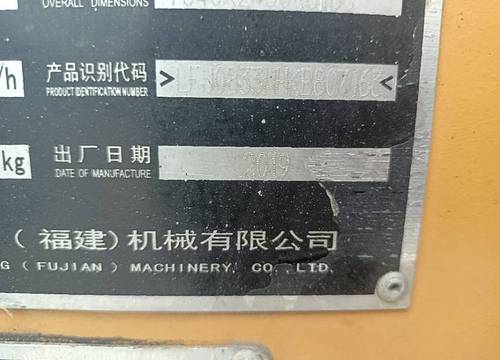 OVERALL DIMENSIONS
/h
产品识别代码
PRODUCT IDENTIFICATION NUMBER
kg
出厂日期 2019
DATE OF MANUFACTURE
(福建)机械有限公司
G (FUJIAN) MACHINERY. CO.,LTD.